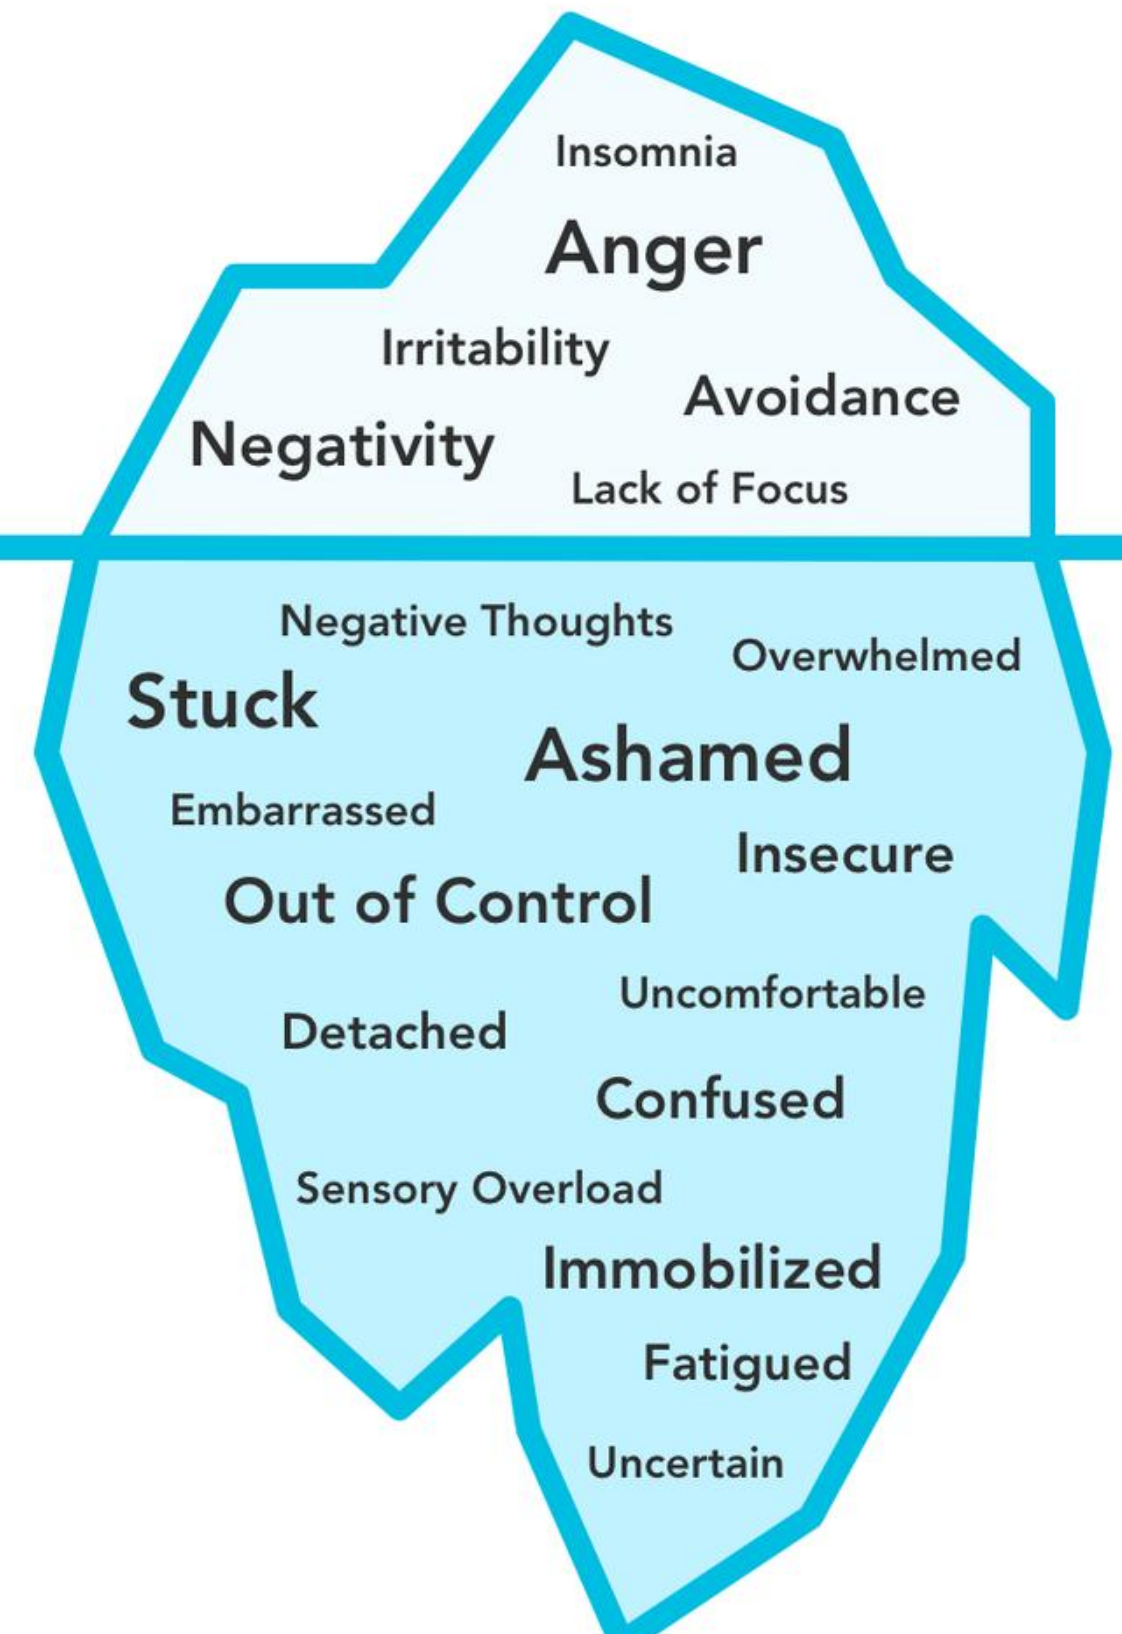 Insomnia
Anger
Irritability
Avoidance
Negativity
Lack of Focus
Negative Thoughts
Overwhelmed
Stuck
Ashamed
Embarrassed
Insecure
Out of Control
Uncomfortable
Detached
Confused
Sensory Overload
Immobilized
Fatigued
Uncertain